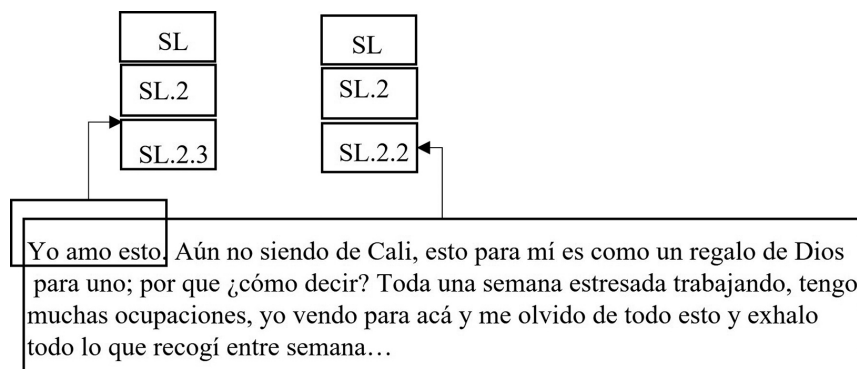 SL SL
SL.2 SL.2
SL.2.3 SL.2.2
Yo amo esto. Aún no siendo de Cali, esto para mí es como un regalo de Dios
para uno; por que ¿cómo decir? Toda una semana estresada trabajando, tengo
muchas ocupaciones, yo vendo para acá y me olvido de todo esto y exhalo
todo lo que recogí entre semana…